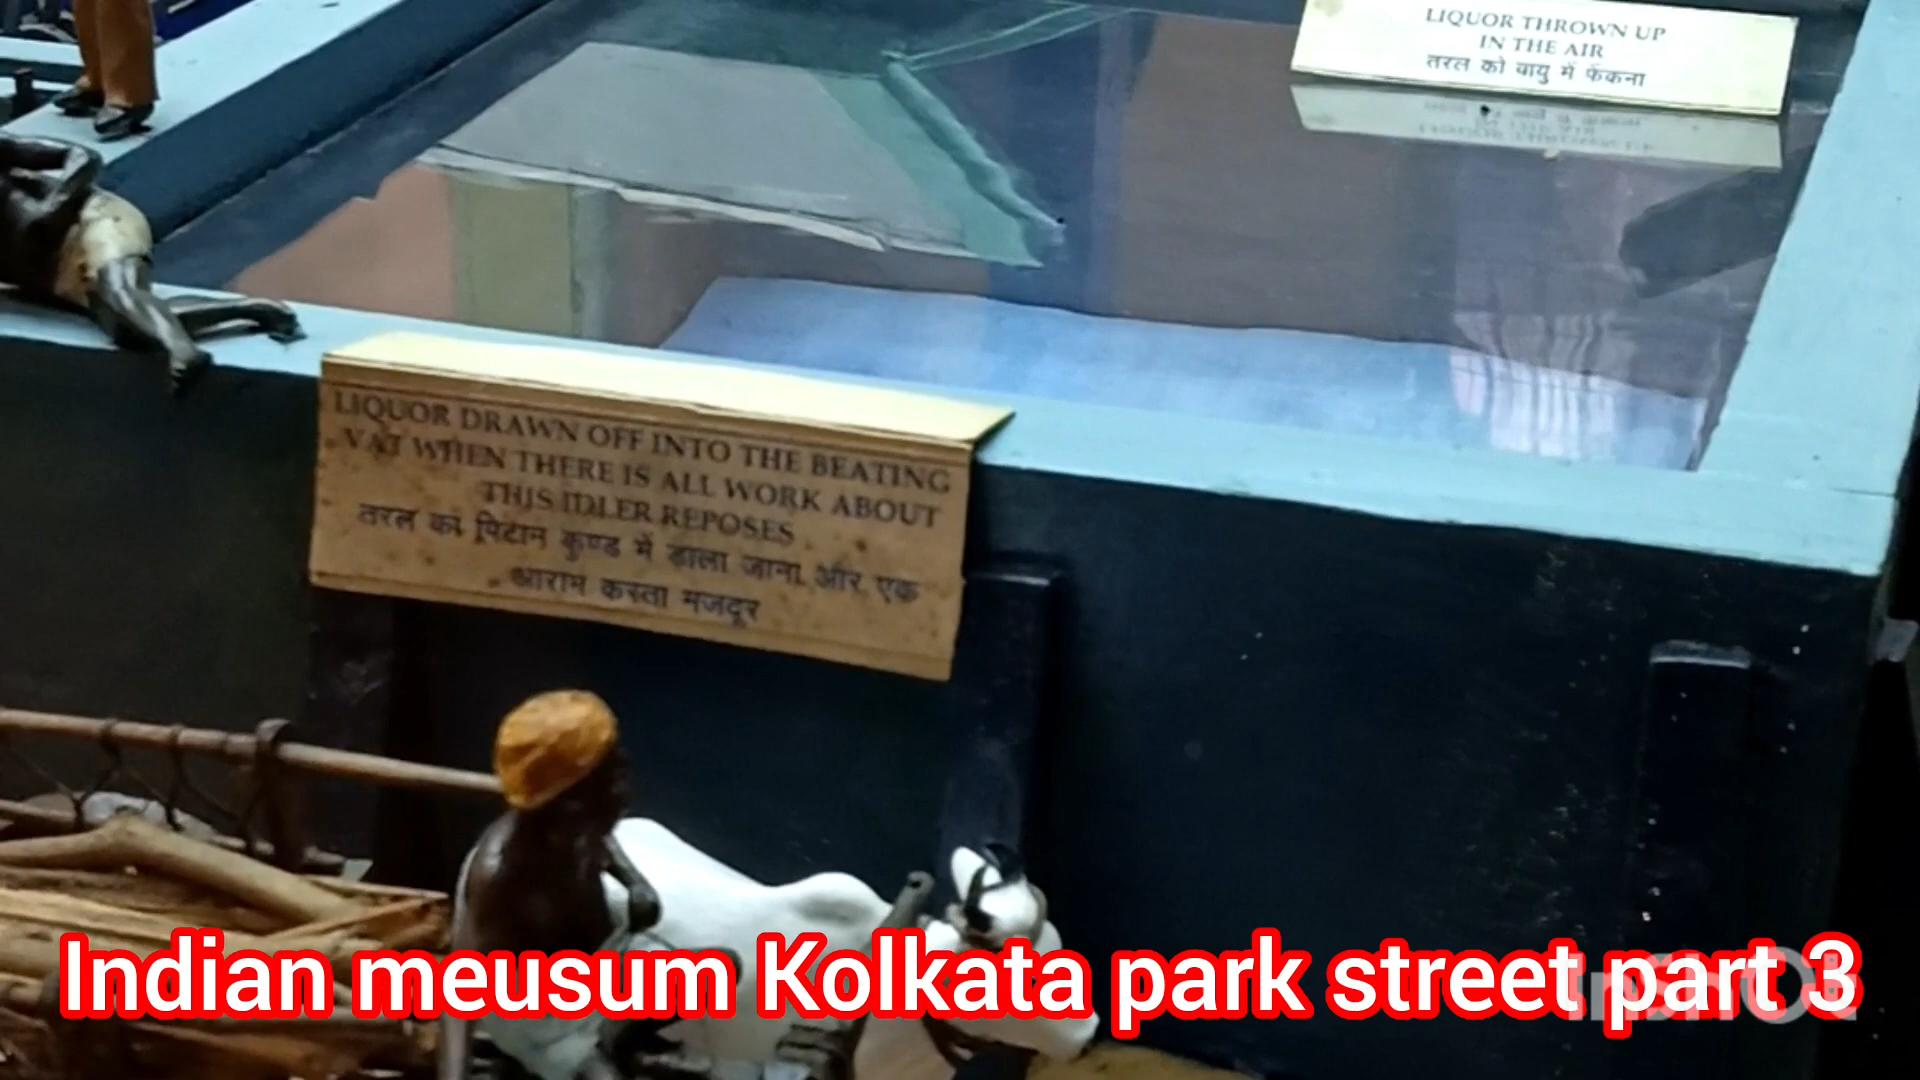 LIQUOR THROWN UP
IN THE AIR
तरल को वायु में फेंकना
LIQUOR DRAWN OFF INTO THE BEATING
VAT WHEN THERE IS ALL WORK ABOUT
THIS IDLER REPOSES
तरल का पिटान कुण्ड में डाला जाना और एक
आराम करता मजदूर
Indian meusum Kolkata park street part 3
InShOt